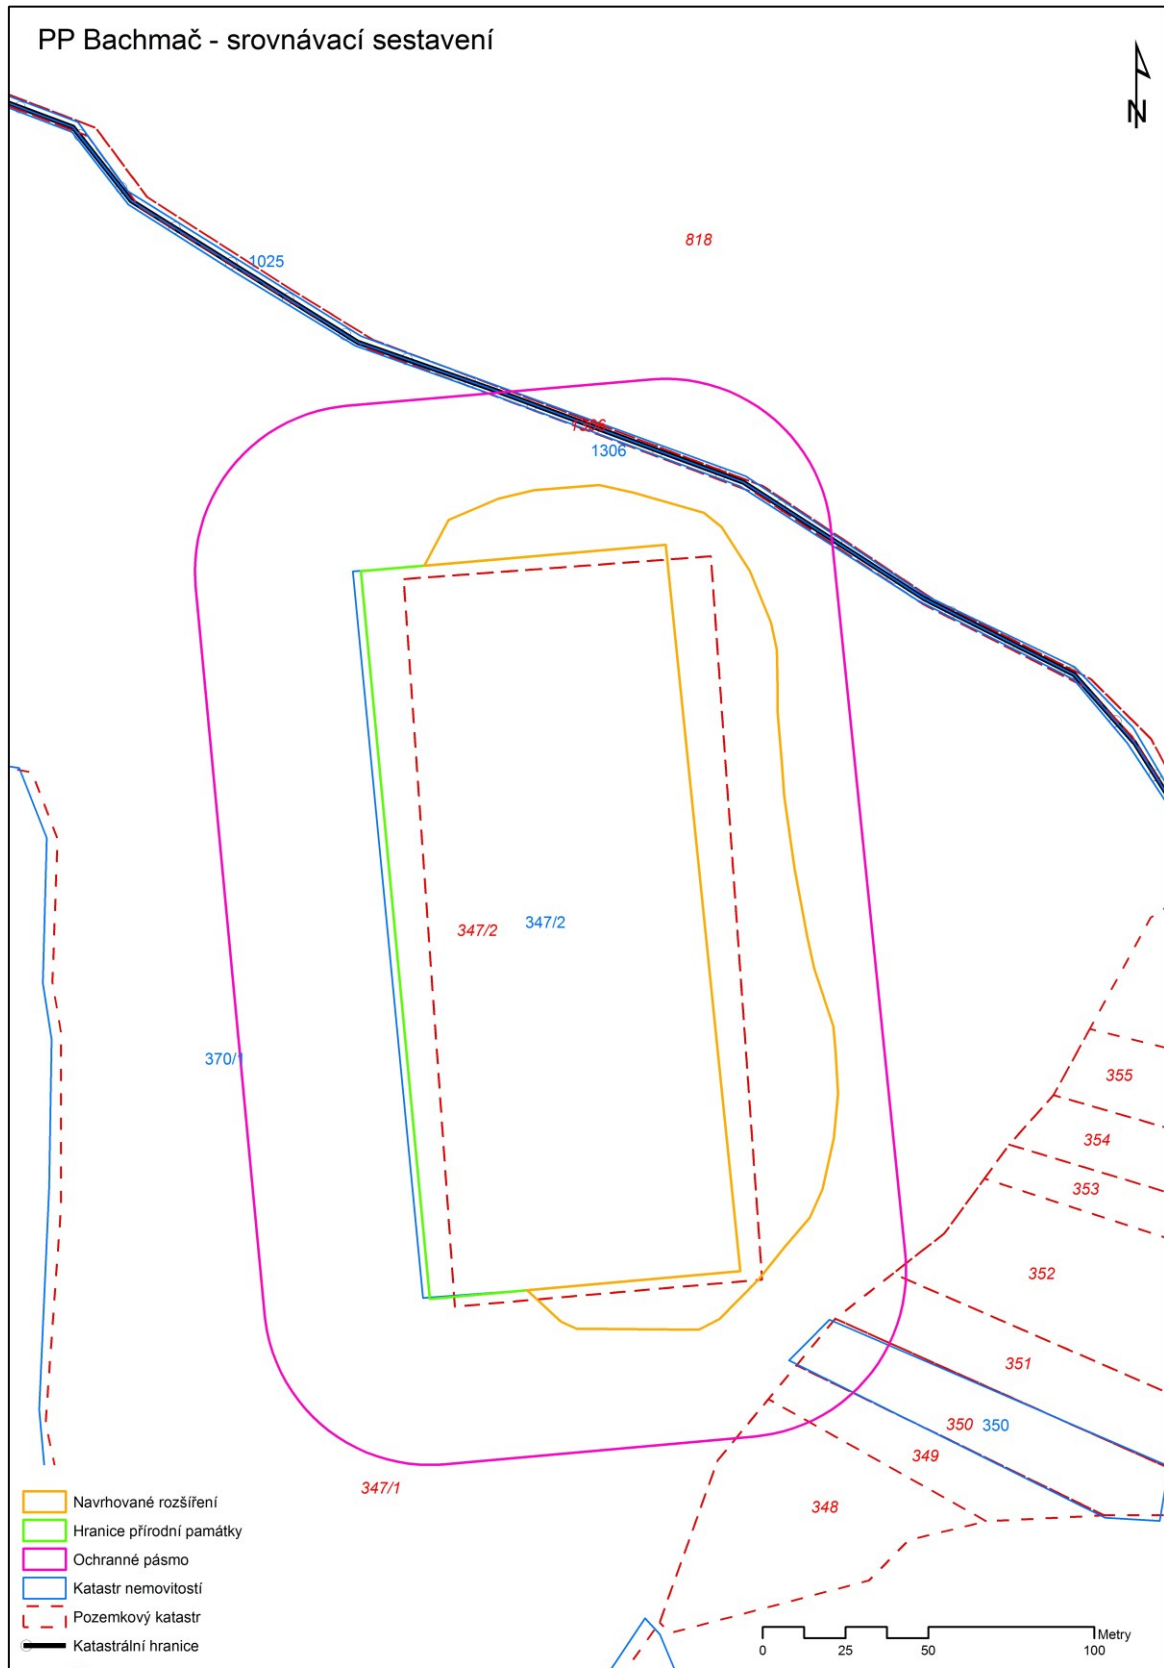 PP Bachmač - srovnávací sestavení
N
818
1025
1306
1306
347/2 347/2
370/1
355
354
353
352
351
350 350
349
347/1
348
Navrhované rozšíření
Hranice přírodní památky
Ochranné pásmo
Katastr nemovitostí
Pozemkový katastr
Katastrální hranice
Metry
0 25 50 100